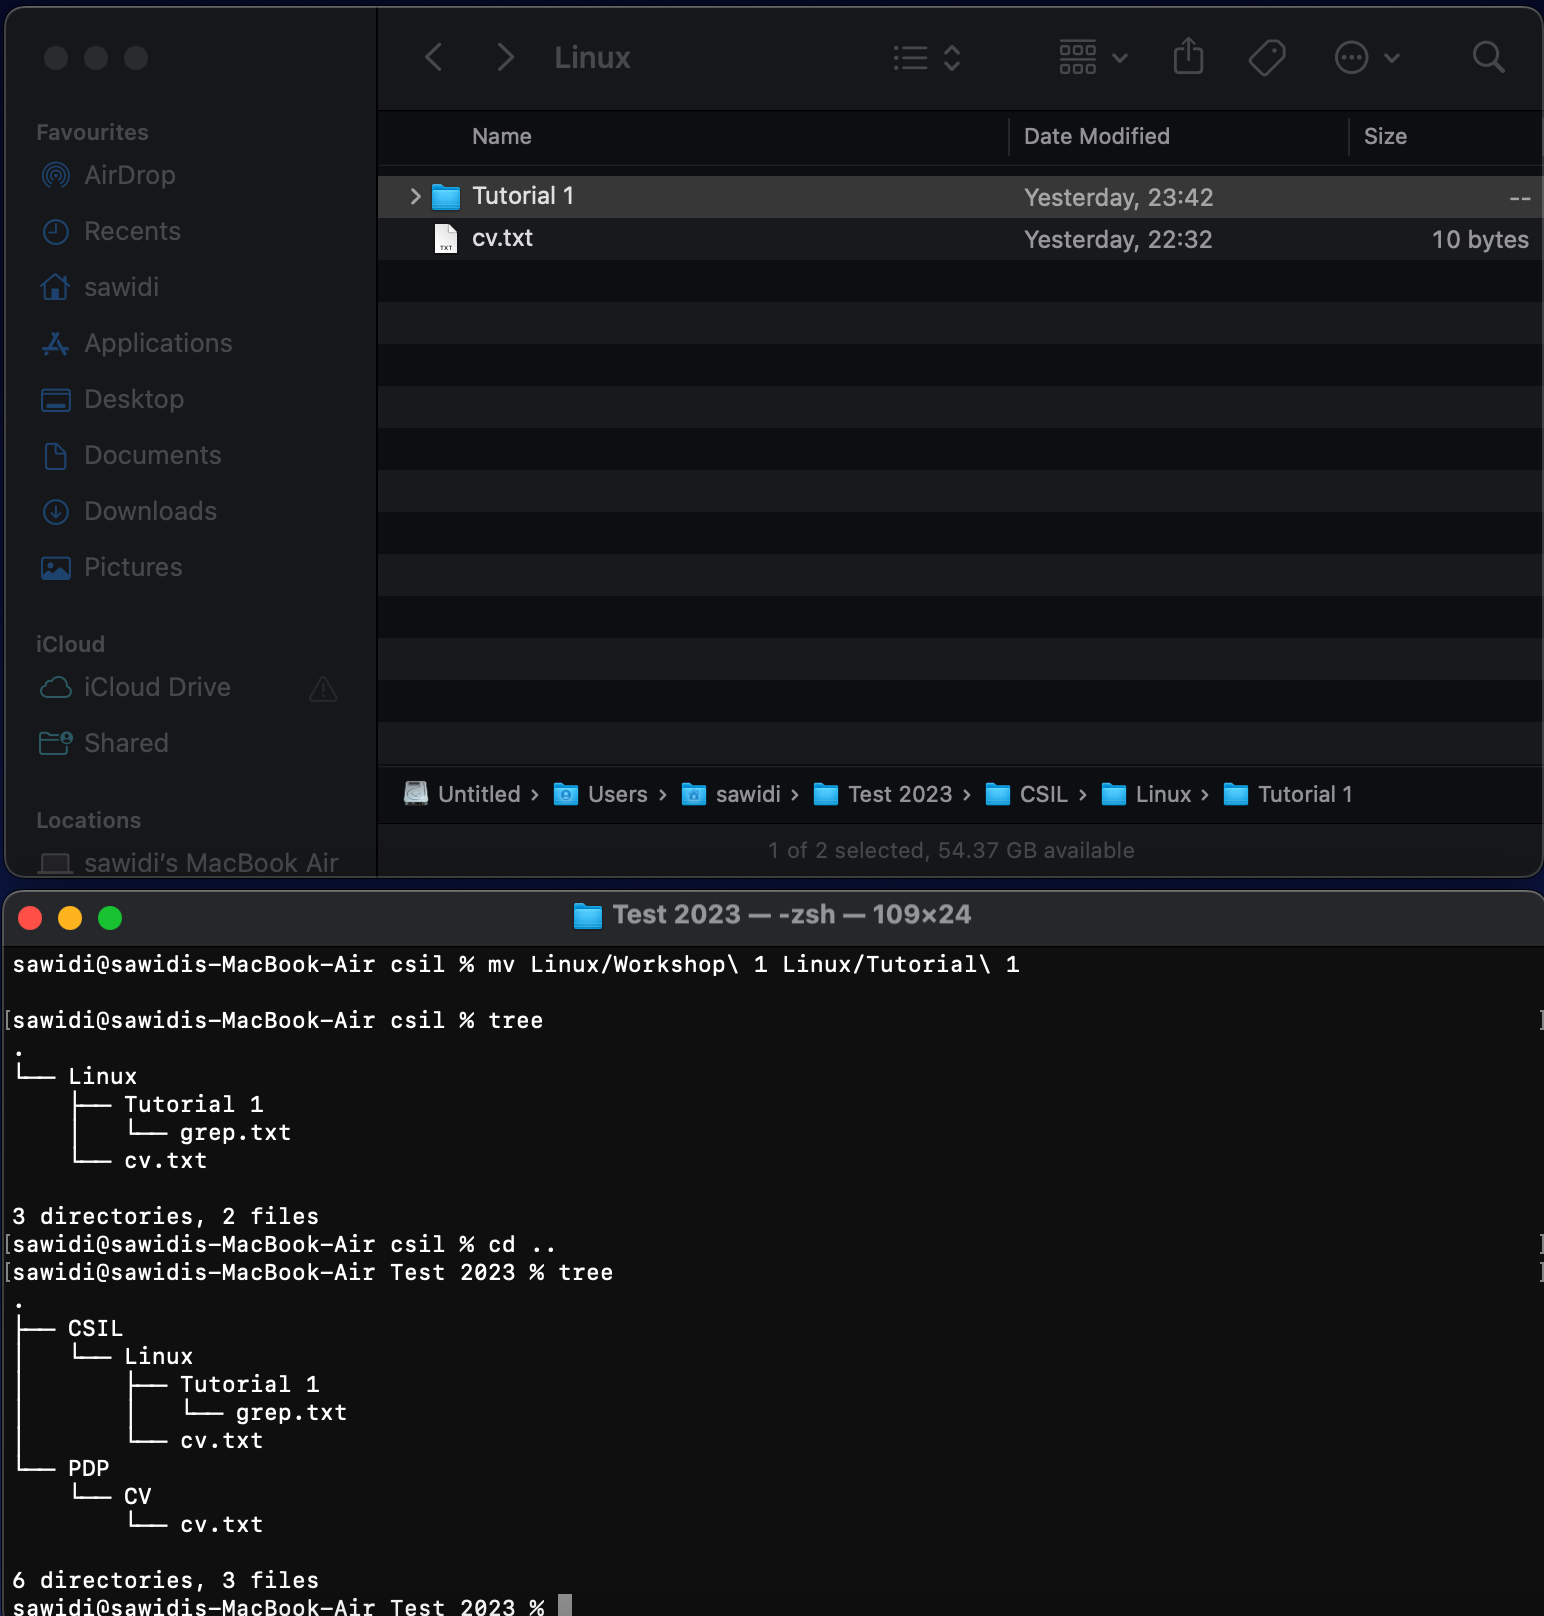 Linux
Favourites
AirDrop
Recents
sawidi
Applications
Desktop
Documents
Downloads
Pictures
iCloud
iCloud Drive
Shared
Locations
sawidi’s MacBook Air
Name Date Modified Size
Tutorial 1 Yesterday, 23:42 --
TXT
cv.txt Yesterday, 22:32 10 bytes
Untitled › Users › sawidi › Test 2023 › CSIL › Linux › Tutorial 1
1 of 2 selected, 54.37 GB available
Test 2023 — -zsh — 109×24
sawidi@sawidis-MacBook-Air csil % mv Linux/Workshop\ 1 Linux/Tutorial\ 1
[sawidi@sawidis-MacBook-Air csil % tree ]
.
└── Linux
    ├── Tutorial 1
    │   └── grep.txt
    └── cv.txt
3 directories, 2 files
[sawidi@sawidis-MacBook-Air csil % cd .. ]
[sawidi@sawidis-MacBook-Air Test 2023 % tree ]
.
├── CSIL
│   └── Linux
│       ├── Tutorial 1
│       │   └── grep.txt
│       └── cv.txt
└── PDP
    └── CV
        └── cv.txt
6 directories, 3 files
sawidi@sawidis-MacBook-Air Test 2023 %